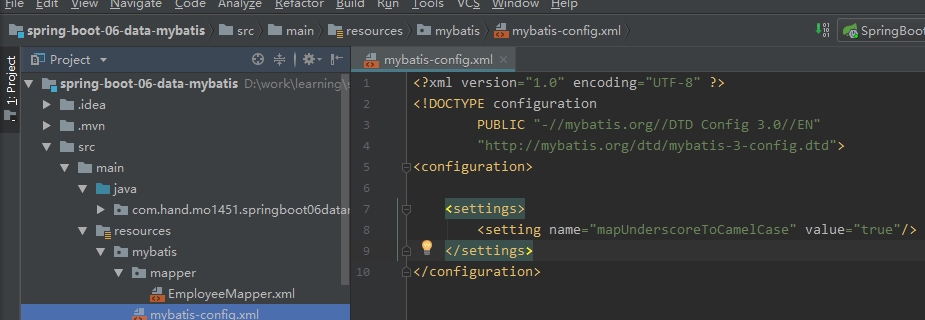 File Edit View Navigate Code Analyze Refactor Build Run Tools VCS Window Help
spring-boot-06-data-mybatis src main resources mybatis mybatis-config.xml SpringBoot
1: Project
Project
mybatis-config.xml
spring-boot-06-data-mybatis D:\work\learning\s
.idea
.mvn
src
main
java
com.hand.mo1451.springboot06datan
resources
mybatis
mapper
EmployeeMapper.xml
mybatis-config.xml
1 <?xml version="1.0" encoding="UTF-8" ?>
2 <!DOCTYPE configuration
3 PUBLIC "-//mybatis.org//DTD Config 3.0//EN"
4 "http://mybatis.org/dtd/mybatis-3-config.dtd">
5 <configuration>
6
7 <settings>
8 <setting name="mapUnderscoreToCamelCase" value="true"/>
9 </settings>
10 </configuration>